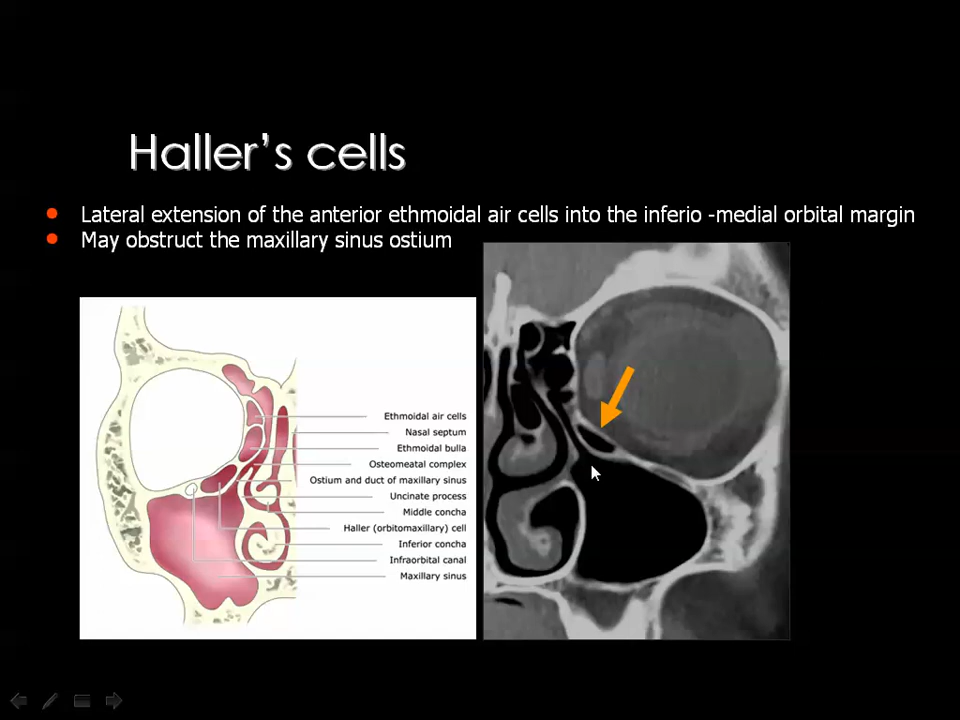 Haller's cells
Lateral extension of the anterior ethmoidal air cells into the inferio -medial orbital margin
May obstruct the maxillary sinus ostium
Ethmoidal air cells
Nasal septum
Ethmoidal bulla
Osteomeatal complex
Ostium and duct of maxillary sinus
Uncinate process
Middle concha
Haller (orbitomaxillary) cell
Inferior concha
Infraorbital canal
Maxillary sinus